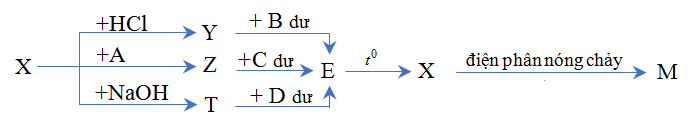 +HCl Y + B dư
X +A Z +C dư E t⁰ X điện phân nóng chảy M
+NaOH T + D dư